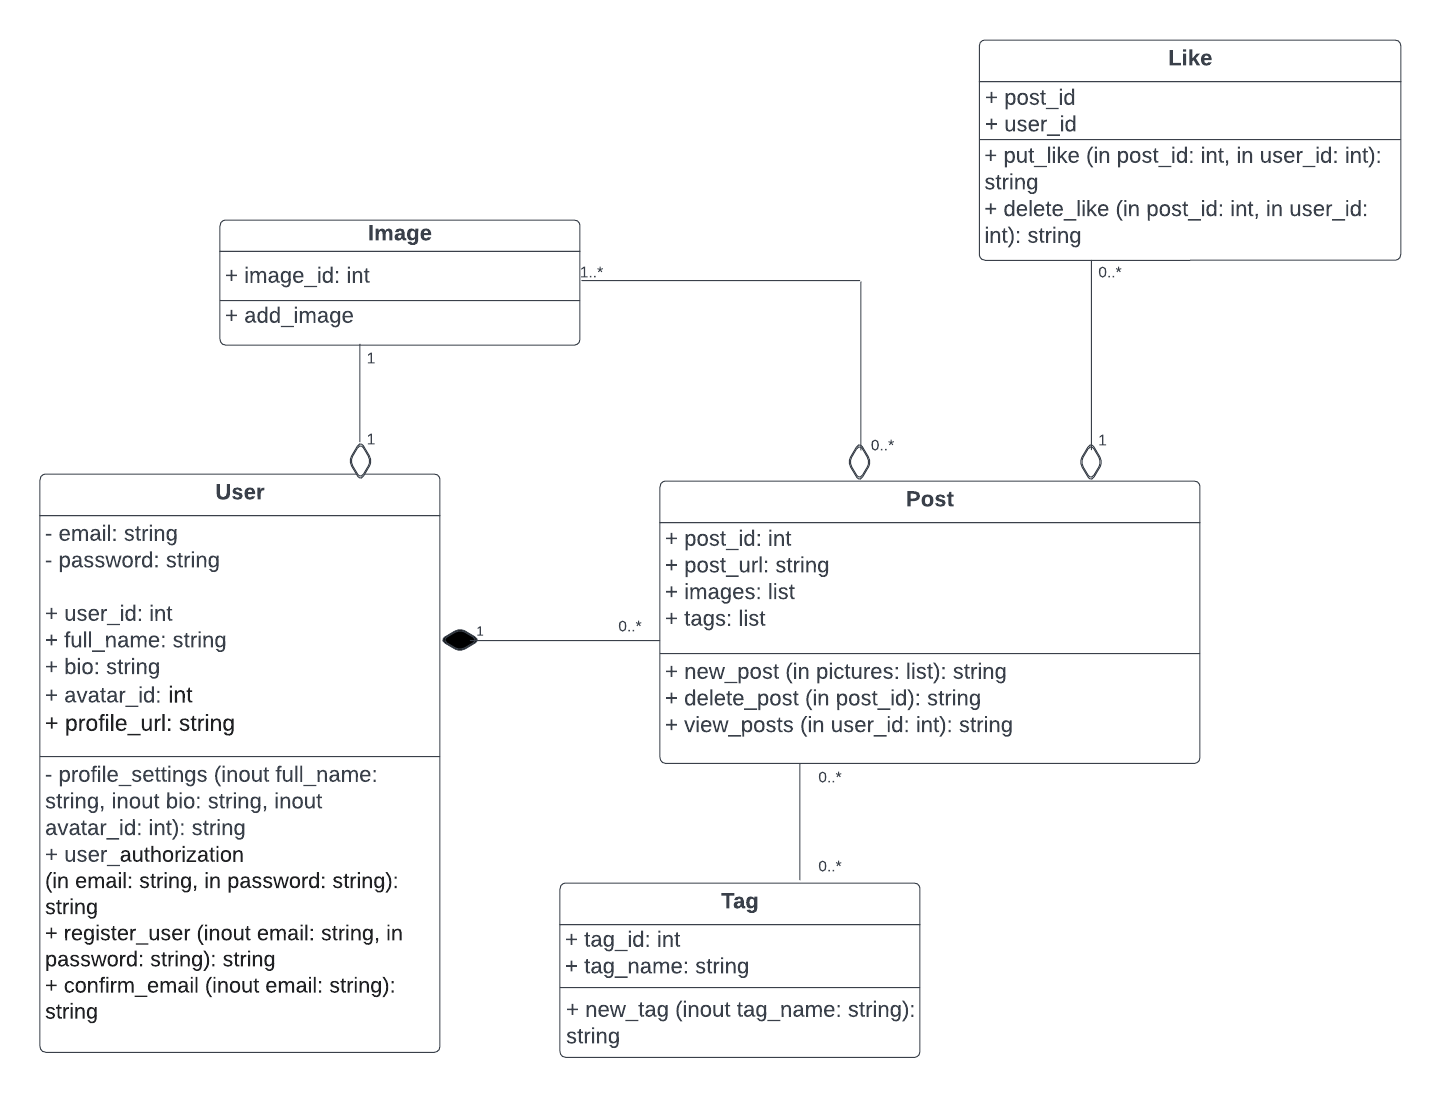 Like
+ post_id
+ user_id
+ put_like (in post_id: int, in user_id: int):
string
+ delete_like (in post_id: int, in user_id:
int): string
0..*
1
Image
+ image_id: int
+ add_image
1..*
0..*
1
1
User
- email: string
- password: string
+ user_id: int
+ full_name: string
+ bio: string
+ avatar_id: int
+ profile_url: string
- profile_settings (inout full_name:
string, inout bio: string, inout
avatar_id: int): string
+ user_authorization
(in email: string, in password: string):
string
+ register_user (inout email: string, in
password: string): string
+ confirm_email (inout email: string):
string
1
0..*
Post
+ post_id: int
+ post_url: string
+ images: list
+ tags: list
+ new_post (in pictures: list): string
+ delete_post (in post_id): string
+ view_posts (in user_id: int): string
0..*
0..*
Tag
+ tag_id: int
+ tag_name: string
+ new_tag (inout tag_name: string):
string